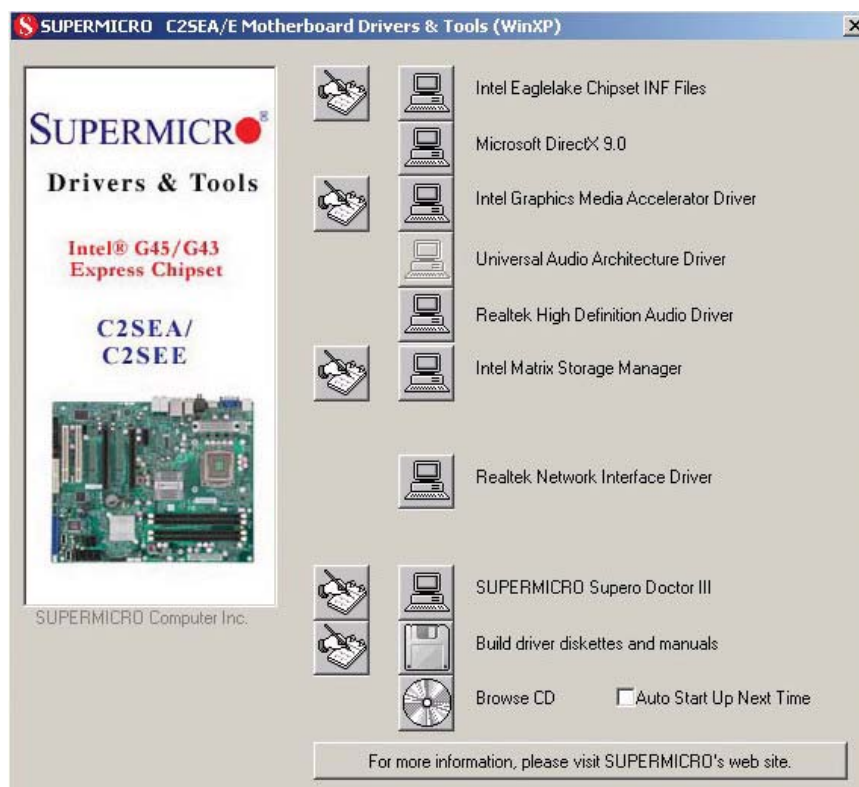 SUPERMICRO C2SEA/E Motherboard Drivers & Tools (WinXP)
SUPERMICRO®
Drivers & Tools
Intel® G45/G43
Express Chipset
C2SEA/
C2SEE
SUPERMICRO Computer Inc.
Intel Eaglelake Chipset INF Files
Microsoft DirectX 9.0
Intel Graphics Media Accelerator Driver
Universal Audio Architecture Driver
Realtek High Definition Audio Driver
Intel Matrix Storage Manager
Realtek Network Interface Driver
SUPERMICRO Supero Doctor III
Build driver diskettes and manuals
Browse CD Auto Start Up Next Time
For more information, please visit SUPERMICRO's web site.